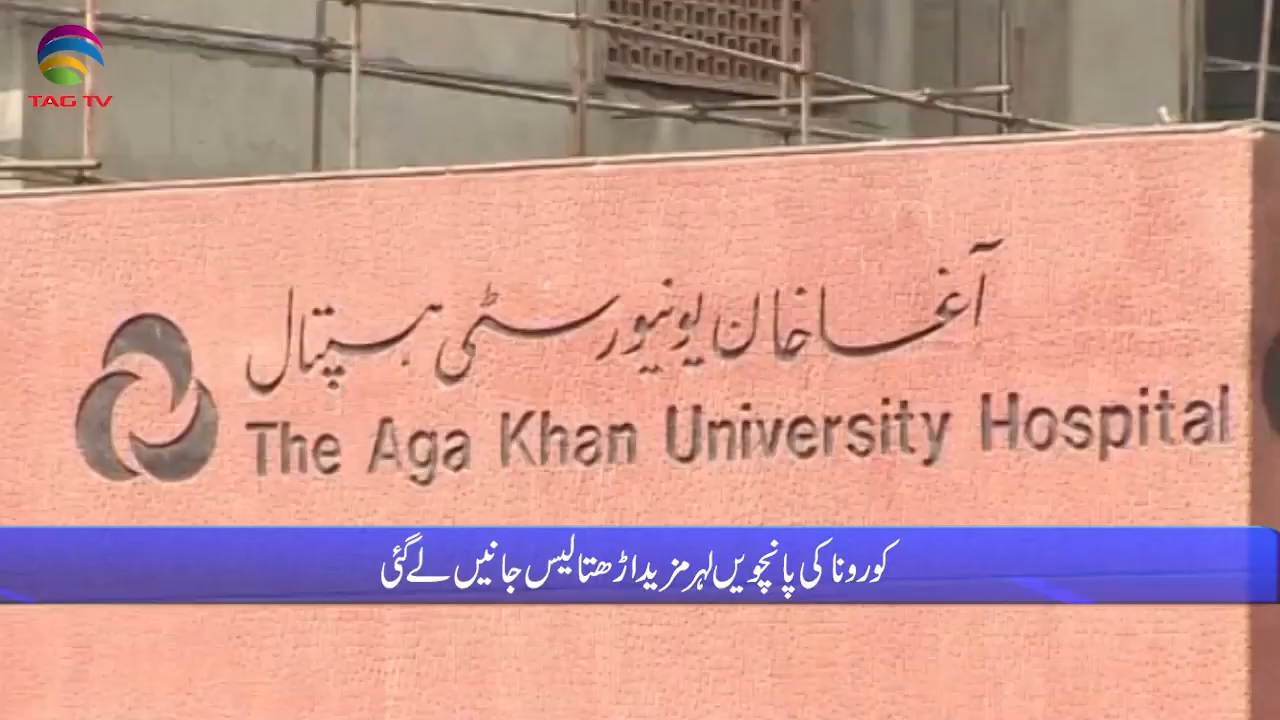 TAG TV
آغا خان یونیورسٹی ہسپتال
The Aga Khan University Hospital
کورونا کی پانچویں لہر مزید اڑھتالیس جانیں لے گئی